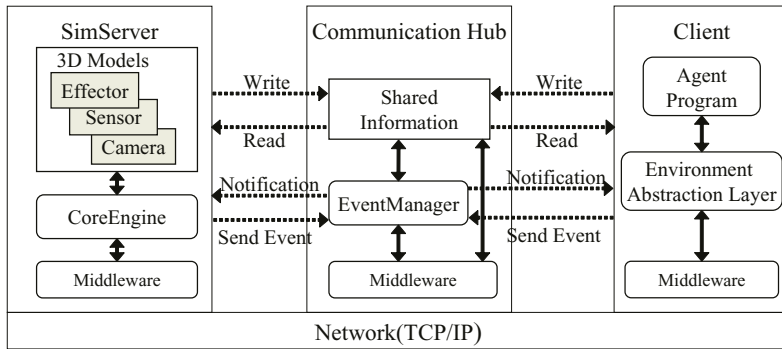 SimServer
3D Models
Effector
Sensor
Camera
CoreEngine
Middleware
Write
Read
Notification
Send Event
Communication Hub
Shared
Information
EventManager
Middleware
Write
Read
Notification
Send Event
Client
Agent
Program
Environment
Abstraction Layer
Middleware
Network(TCP/IP)